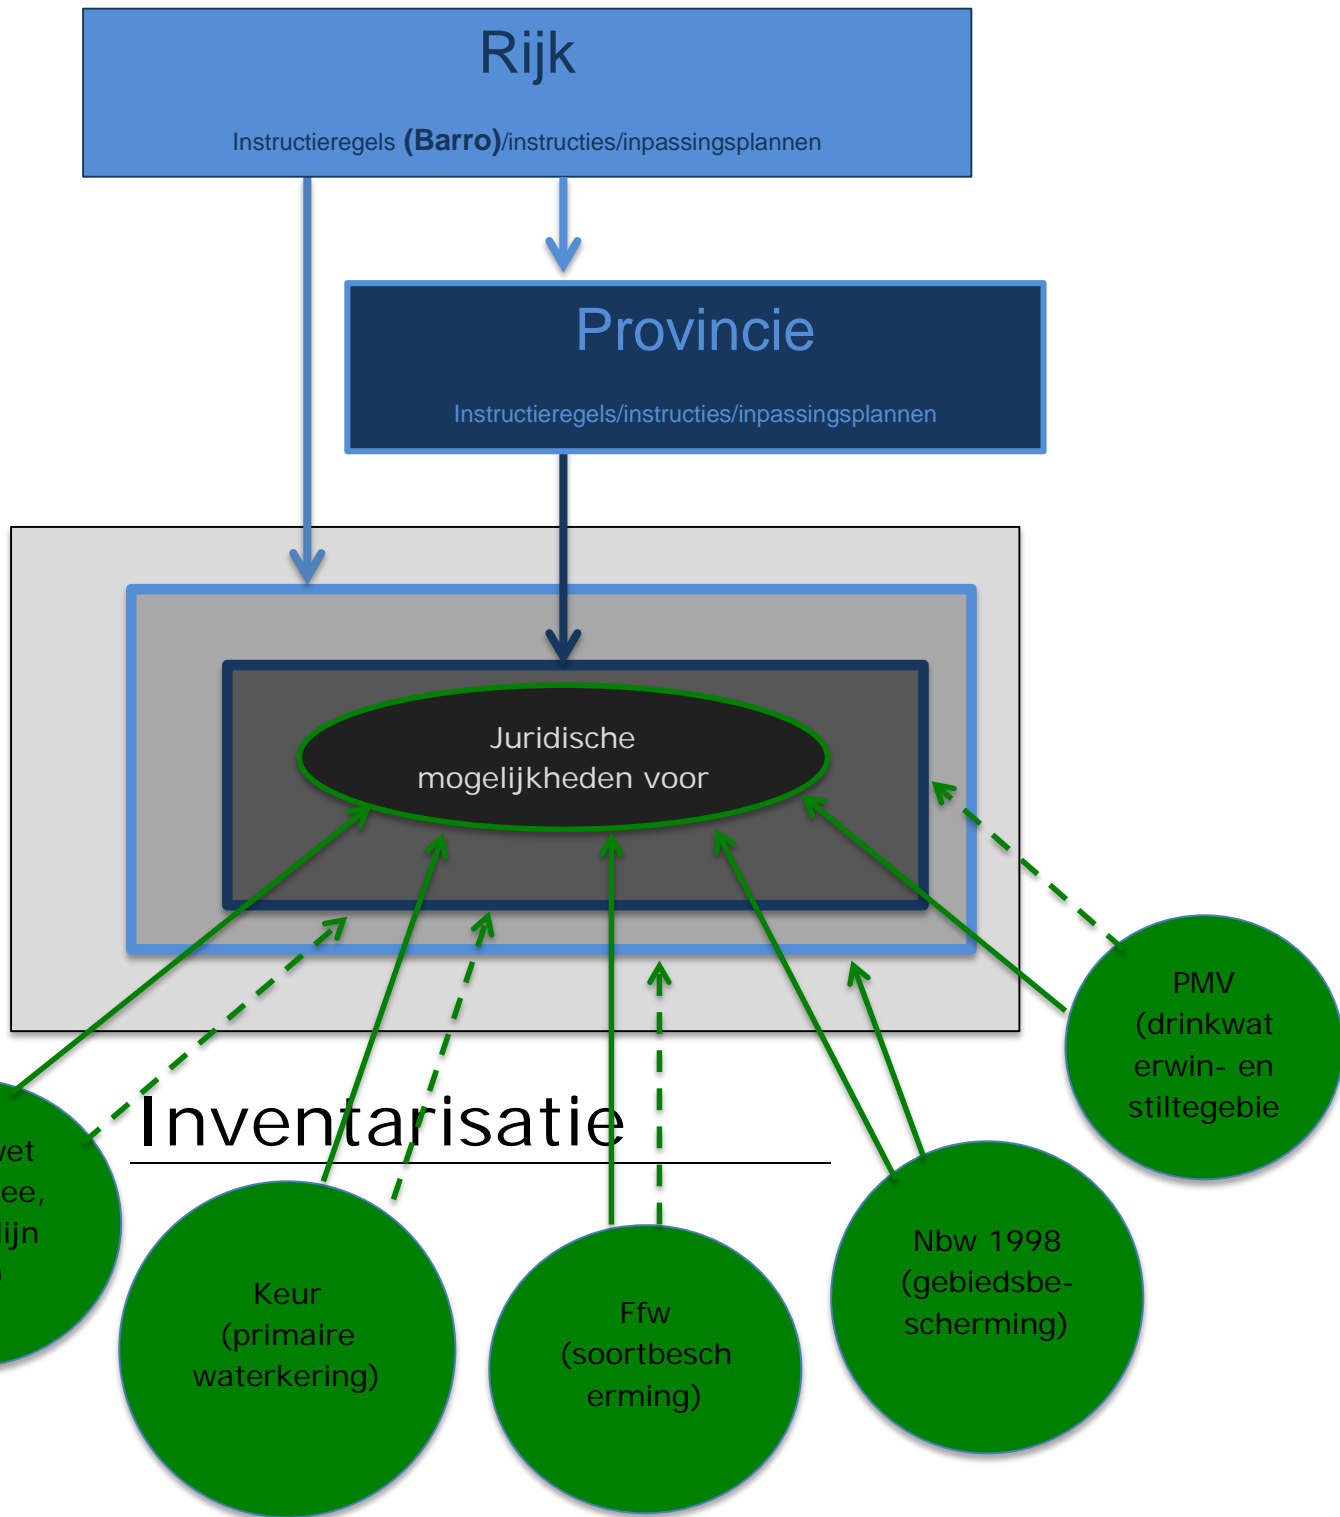 Rijk
Instructieregels (Barro)/instructies/inpassingsplannen
Provincie
Instructieregels/instructies/inpassingsplannen
Juridische
mogelijkheden voor
PMV
(drinkwat
erwin- en
stiltegebie
Inventarisatie
Keur
(primaire
waterkering)
Ffw
(soortbesch
erming)
Nbw 1998
(gebiedsbe-
scherming)